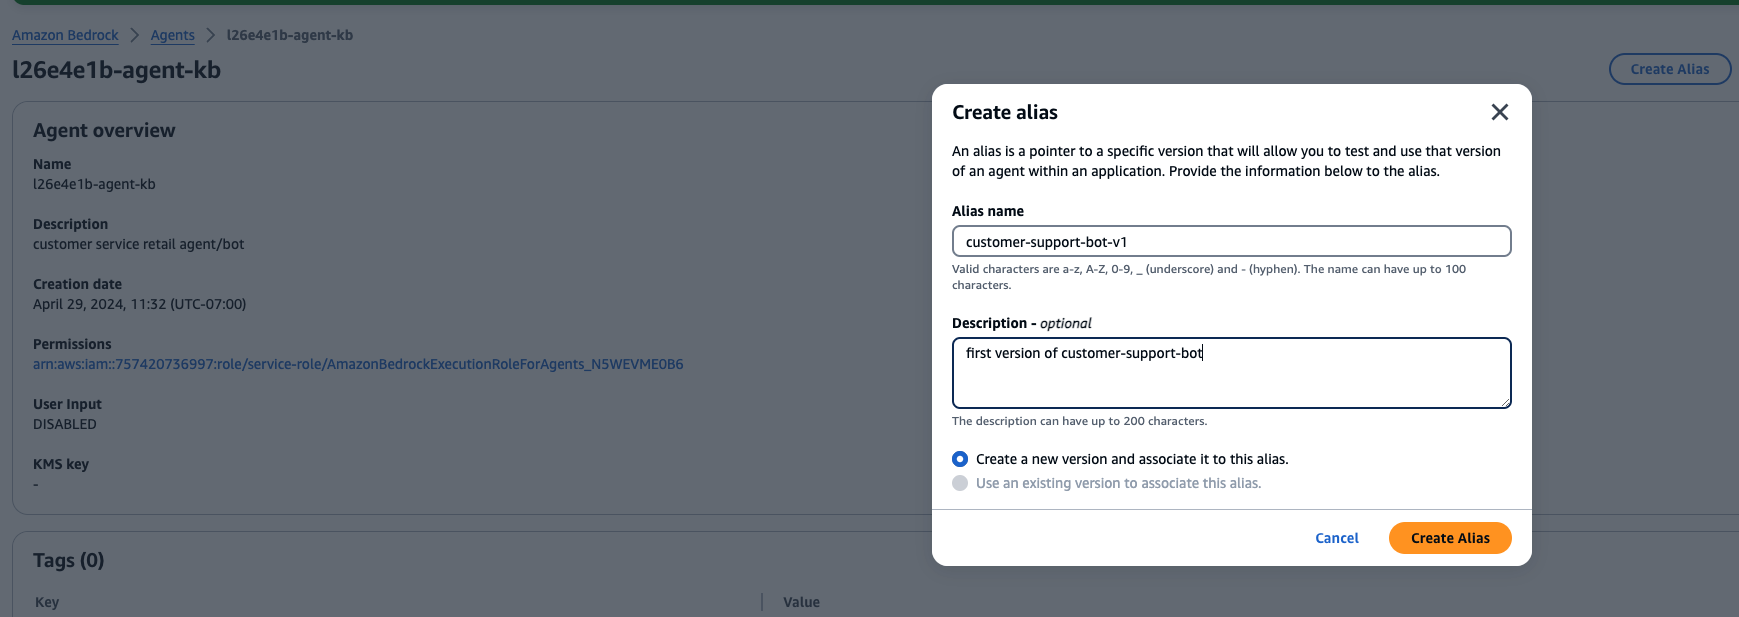 Amazon Bedrock > Agents > l26e4e1b-agent-kb
l26e4e1b-agent-kb
Create Alias
Agent overview
Name
l26e4e1b-agent-kb
Description
customer service retail agent/bot
Creation date
April 29, 2024, 11:32 (UTC-07:00)
Permissions
arn:aws:iam::757420736997:role/service-role/AmazonBedrockExecutionRoleForAgents_N5WEVME0B6
User Input
DISABLED
KMS key
-
Tags (0)
Key
Value
Create alias
An alias is a pointer to a specific version that will allow you to test and use that version
of an agent within an application. Provide the information below to the alias.
Alias name
customer-support-bot-v1
Valid characters are a-z, A-Z, 0-9, _ (underscore) and - (hyphen). The name can have up to 100
characters.
Description - optional
first version of customer-support-bot
The description can have up to 200 characters.
Create a new version and associate it to this alias.
Use an existing version to associate this alias.
Cancel
Create Alias